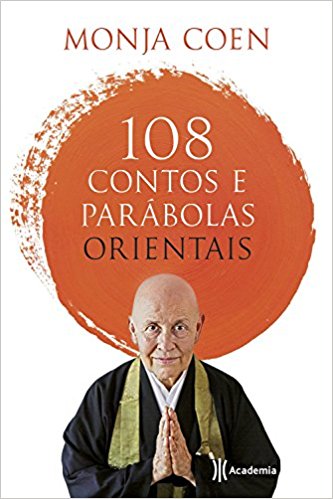 MONJA COEN
108
CONTOS E
PARÁBOLAS
ORIENTAIS
Academia